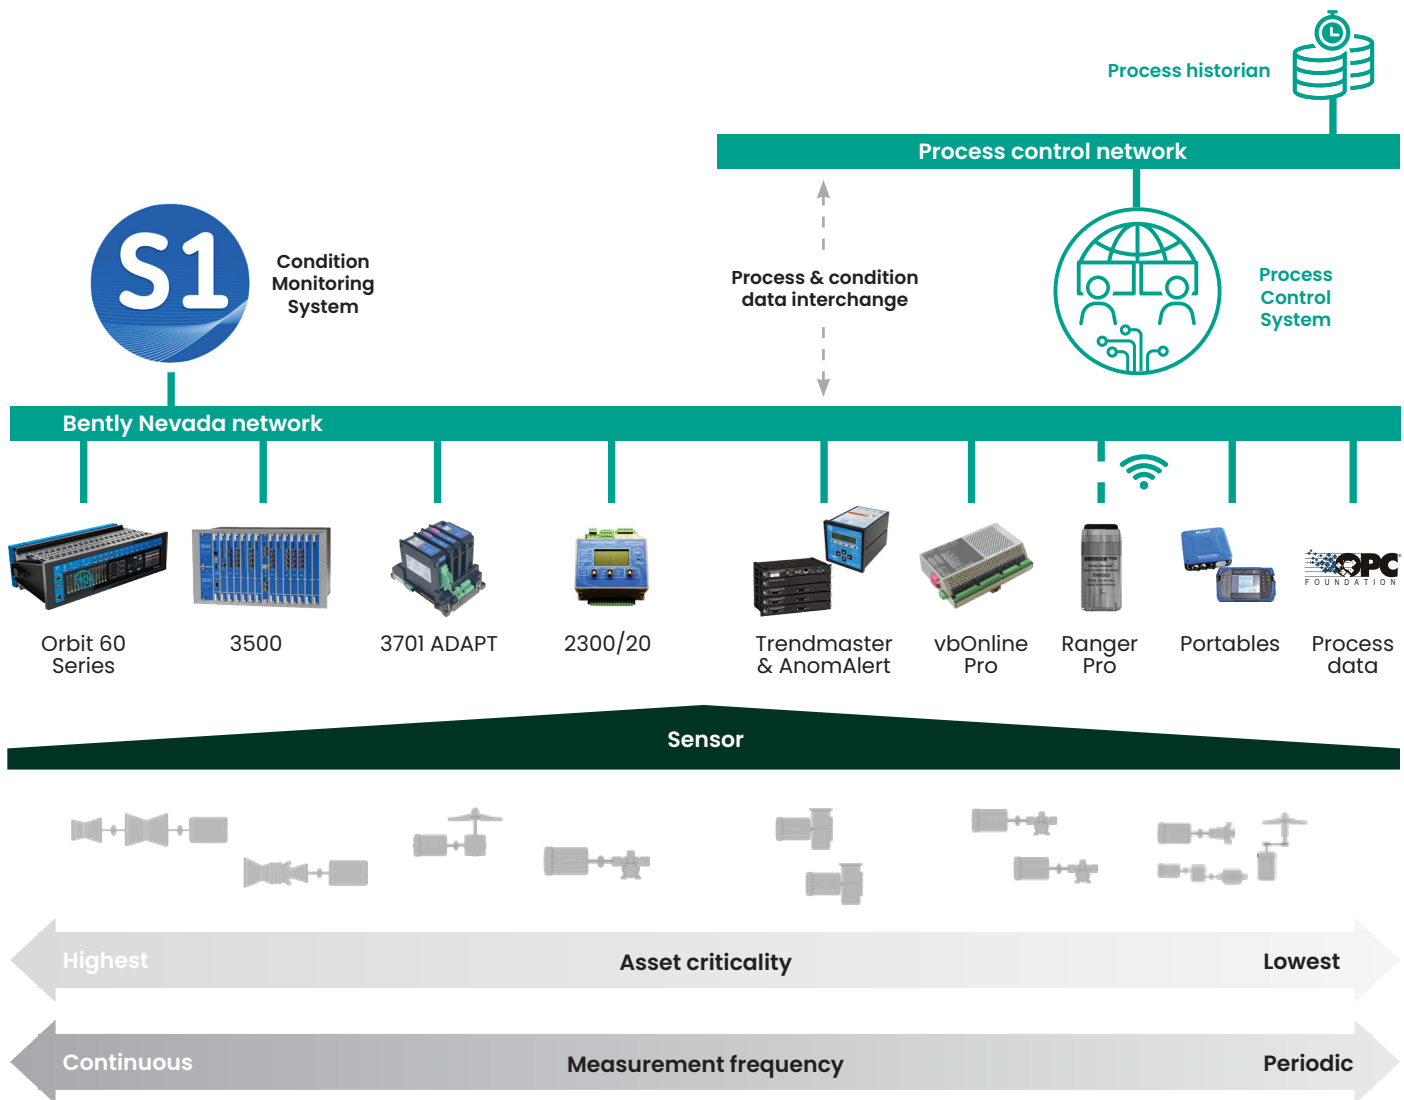 Process historian
Process control network
S1
Condition
Monitoring
System
Process & condition
data interchange
Process
Control
System
Bently Nevada network
OPC
FOUNDATION
Orbit 60
Series
3500
3701 ADAPT
2300/20
Trendmaster
& AnomAlert
vbOnline
Pro
Ranger
Pro
Portables
Process
data
Sensor
Highest
Asset criticality
Lowest
Continuous
Measurement frequency
Periodic